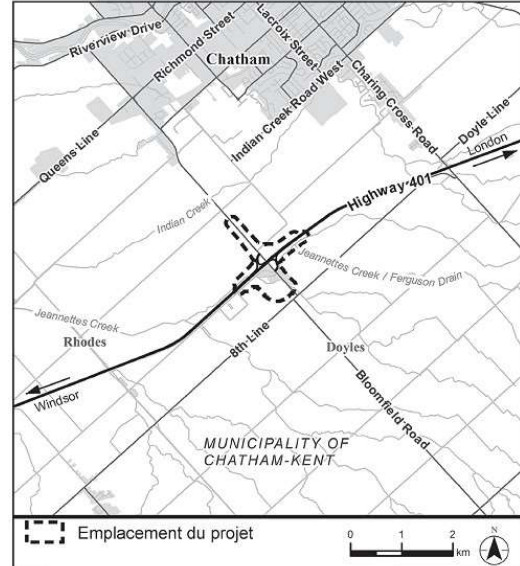 Riverview Drive
Richmond Street
Lacroix Street
Chatham
Indian Creek Road West
Charing Cross Road
Queens Line
Doyle Line
London
Highway 401
Indian Creek
Jeannettes Creek / Ferguson Drain
Jeannettes Creek
Rhodes
8th Line
Doyles
Windsor
Bloomfield Road
MUNICIPALITY OF
CHATHAM-KENT
Emplacement du projet
0 1 2
km
N